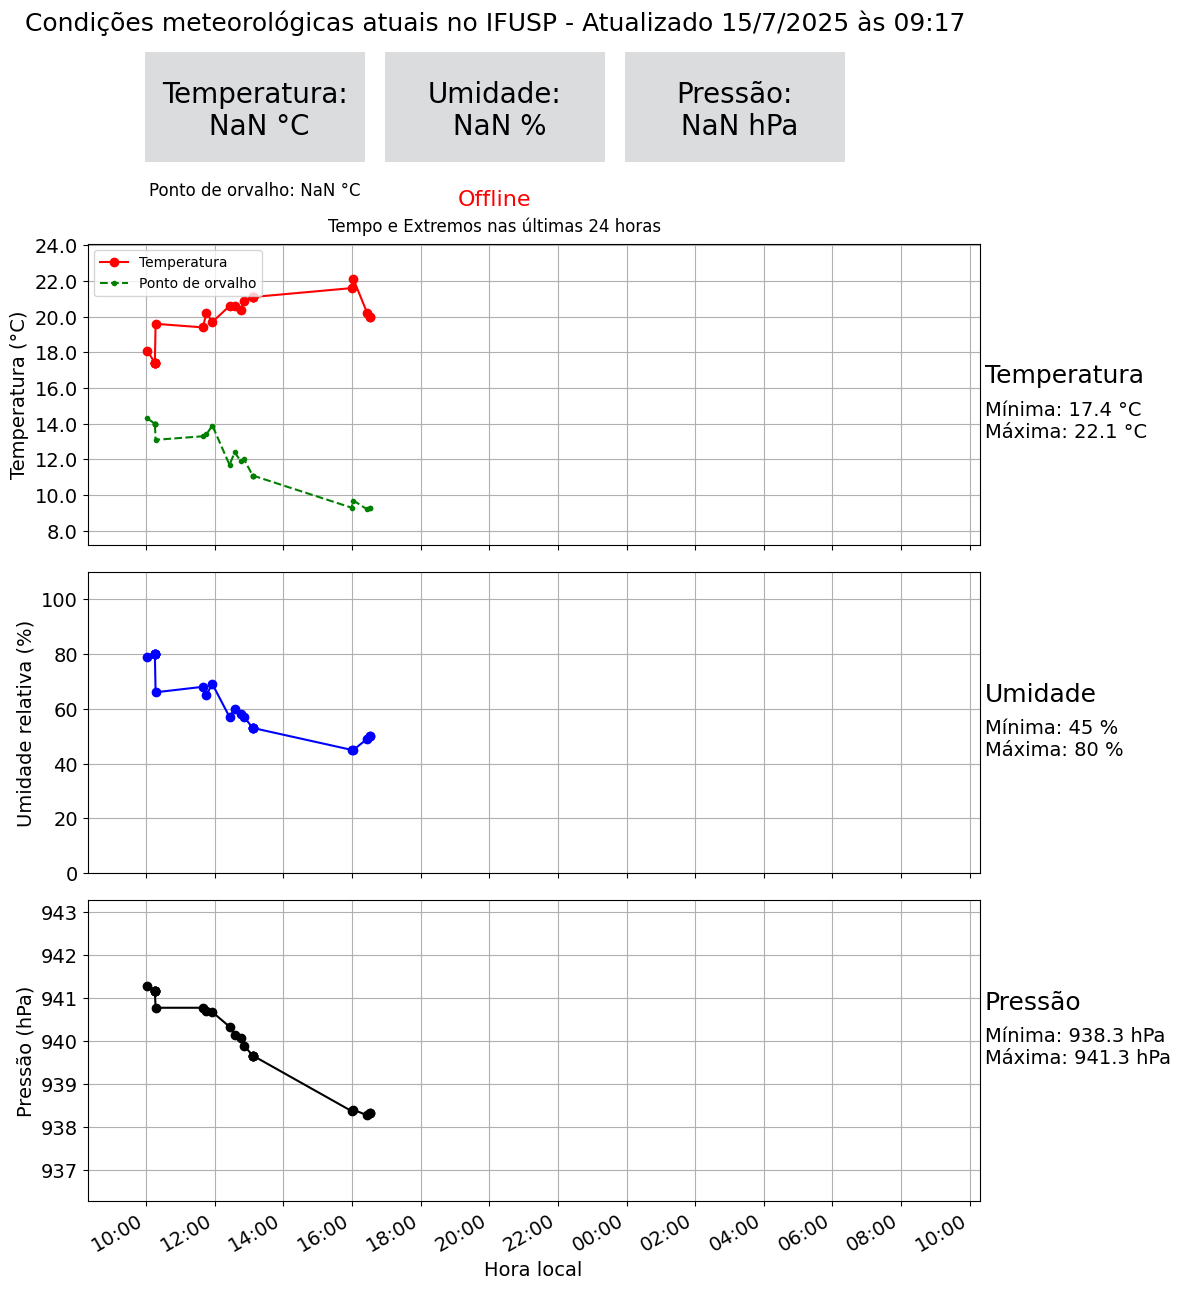 Condições meteorológicas atuais no IFUSP - Atualizado 15/7/2025 às 09:17
Temperatura:
NaN °C
Umidade:
NaN %
Pressão:
NaN hPa
Ponto de orvalho: NaN °C
Offline
Tempo e Extremos nas últimas 24 horas
Temperatura
Ponto de orvalho
Temperatura (°C)
24.0
22.0
20.0
18.0
16.0
14.0
12.0
10.0
8.0
Temperatura
Mínima: 17.4 °C
Máxima: 22.1 °C
Umidade relativa (%)
100
80
60
40
20
0
Umidade
Mínima: 45 %
Máxima: 80 %
Pressão (hPa)
943
942
941
940
939
938
937
Pressão
Mínima: 938.3 hPa
Máxima: 941.3 hPa
10:00
12:00
14:00
16:00
18:00
20:00
22:00
00:00
02:00
04:00
06:00
08:00
10:00
Hora local